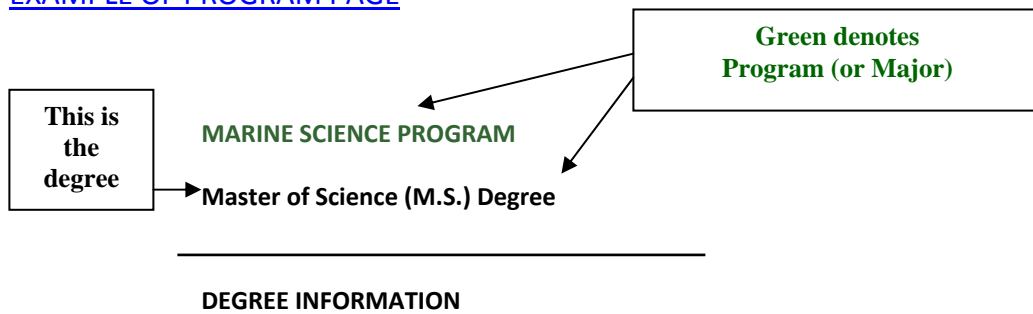 EXAMPLE OF PROGRAM PAGE
Green denotes
Program (or Major)
This is
the
degree
MARINE SCIENCE PROGRAM
Master of Science (M.S.) Degree
DEGREE INFORMATION